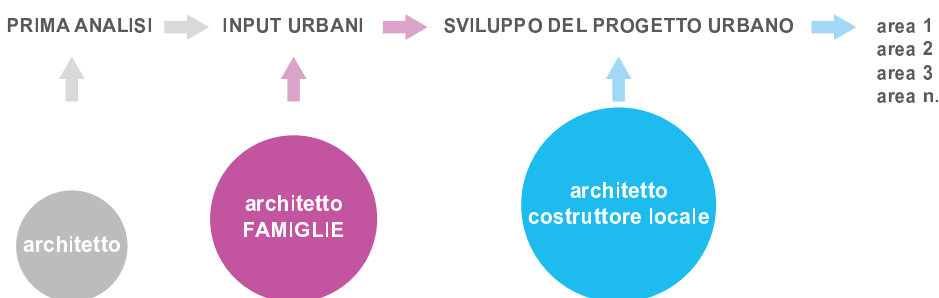 PRIMA ANALISI
INPUT URBANI
SVILUPPO DEL PROGETTO URBANO
area 1
area 2
area 3
area n.
architetto
architetto
FAMIGLIE
architetto
costruttore locale